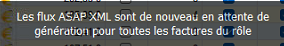 Les flux ASAP XML sont de nouveau en attente de
génération pour toutes les factures du rôle